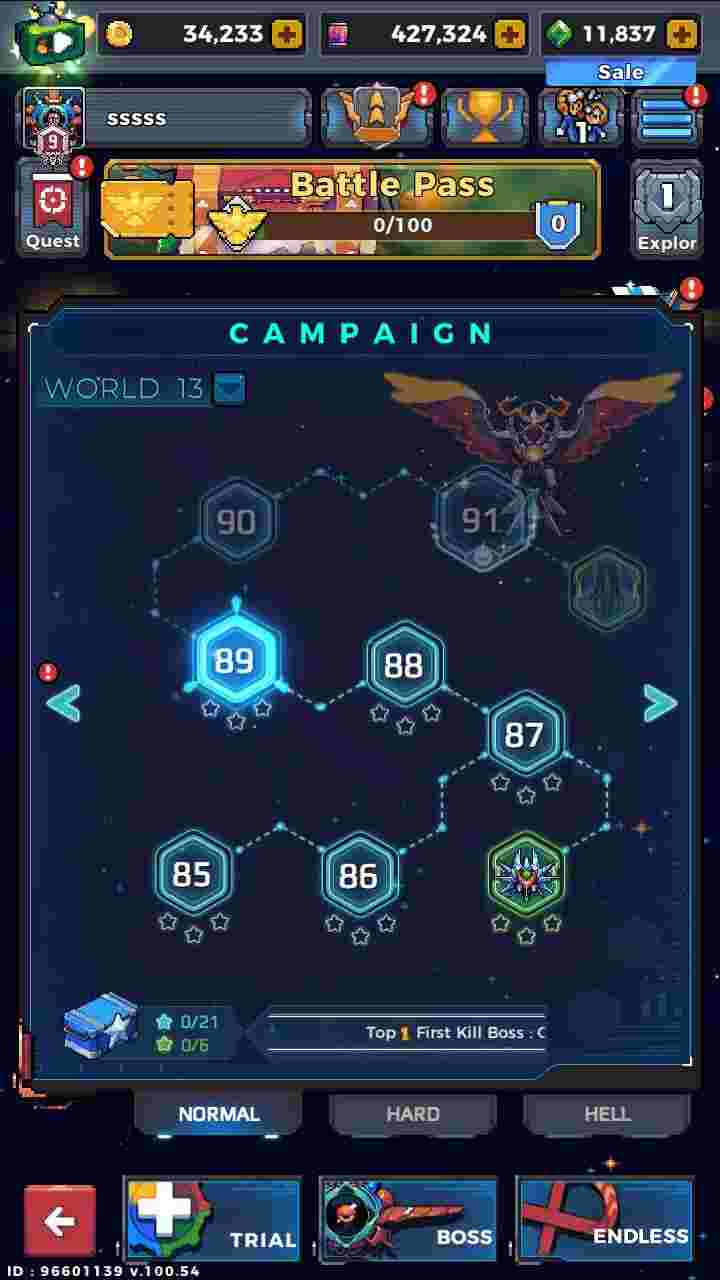 34,233
427,324
11,837
Sale
9
sssss
1
Quest
Battle Pass
0/100
0
1
Explor
CAMPAIGN
WORLD 13
90
91
89
88
87
85
86
0/21
0/6
Top 1 First Kill Boss : C
NORMAL
HARD
HELL
TRIAL
BOSS
ENDLESS
ID : 96601139 v.100.54